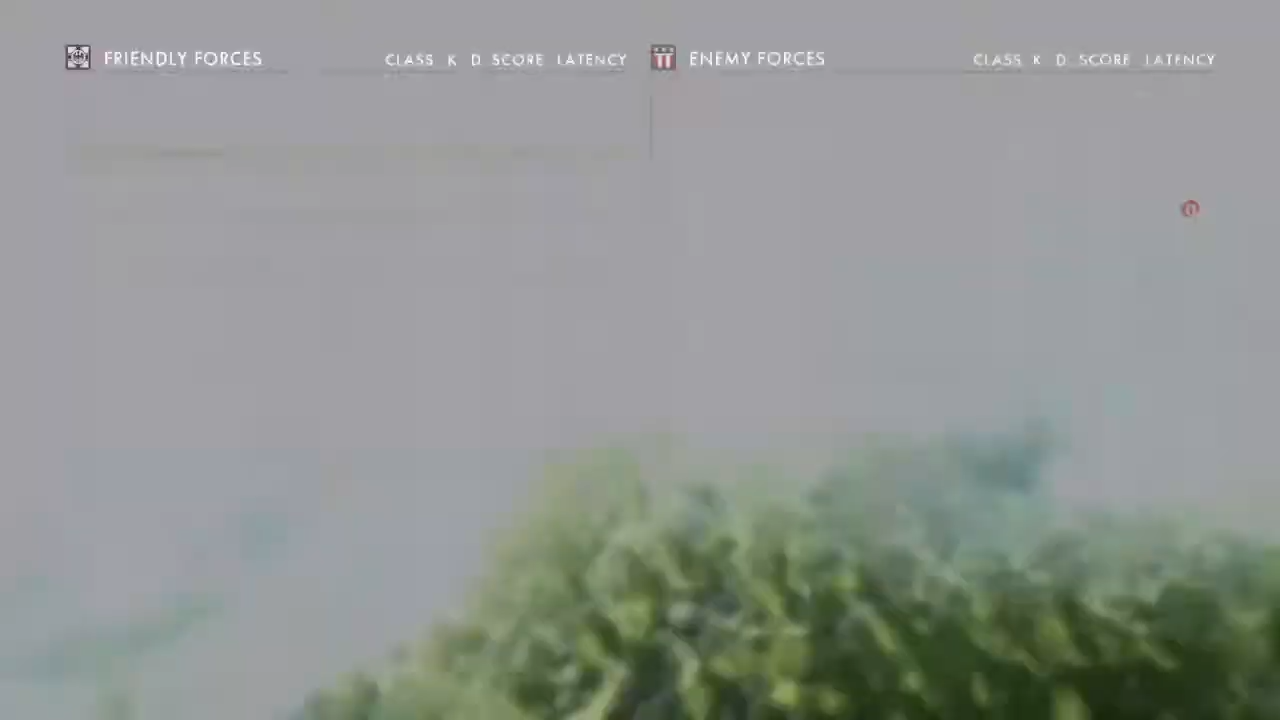 FRIENDLY FORCES CLASS K D SCORE LATENCY
ENEMY FORCES CLASS K D SCORE LATENCY